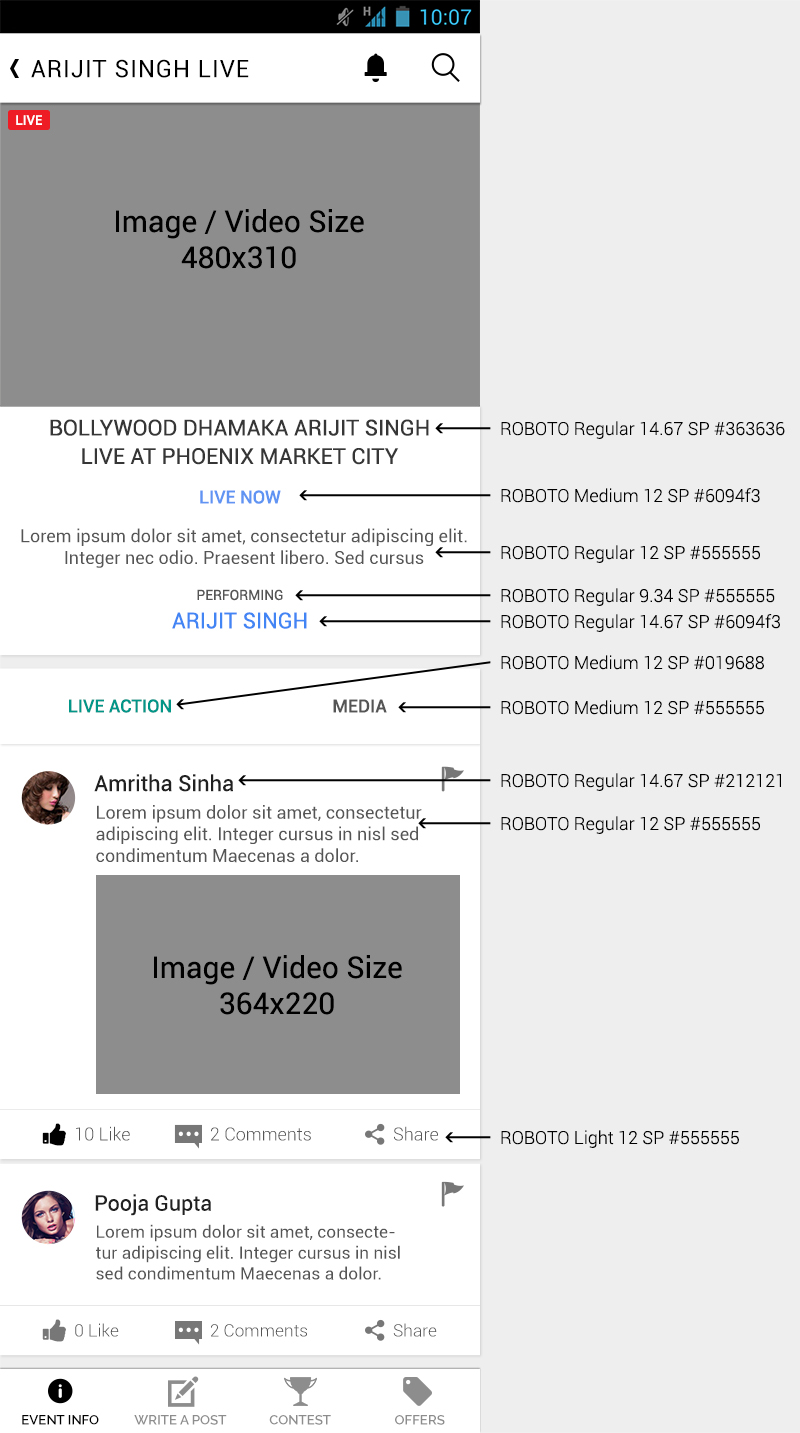 H 10:07
ARIJIT SINGH LIVE
LIVE
Image / Video Size
480x310
BOLLYWOOD DHAMAKA ARIJIT SINGH
LIVE AT PHOENIX MARKET CITY
ROBOTO Regular 14.67 SP #363636
LIVE NOW
ROBOTO Medium 12 SP #6094f3
Lorem ipsum dolor sit amet, consectetur adipiscing elit.
Integer nec odio. Praesent libero. Sed cursus
ROBOTO Regular 12 SP #555555
PERFORMING
ROBOTO Regular 9.34 SP #555555
ARIJIT SINGH
ROBOTO Regular 14.67 SP #6094f3
ROBOTO Medium 12 SP #019688
LIVE ACTION
MEDIA
ROBOTO Medium 12 SP #555555
Amritha Sinha
ROBOTO Regular 14.67 SP #212121
Lorem ipsum dolor sit amet, consectetur
adipiscing elit. Integer cursus in nisl sed
condimentum Maecenas a dolor.
ROBOTO Regular 12 SP #555555
Image / Video Size
364x220
10 Like
2 Comments
Share
ROBOTO Light 12 SP #555555
Pooja Gupta
Lorem ipsum dolor sit amet, consecte-
tur adipiscing elit. Integer cursus in nisl
sed condimentum Maecenas a dolor.
0 Like
2 Comments
Share
EVENT INFO
WRITE A POST
CONTEST
OFFERS